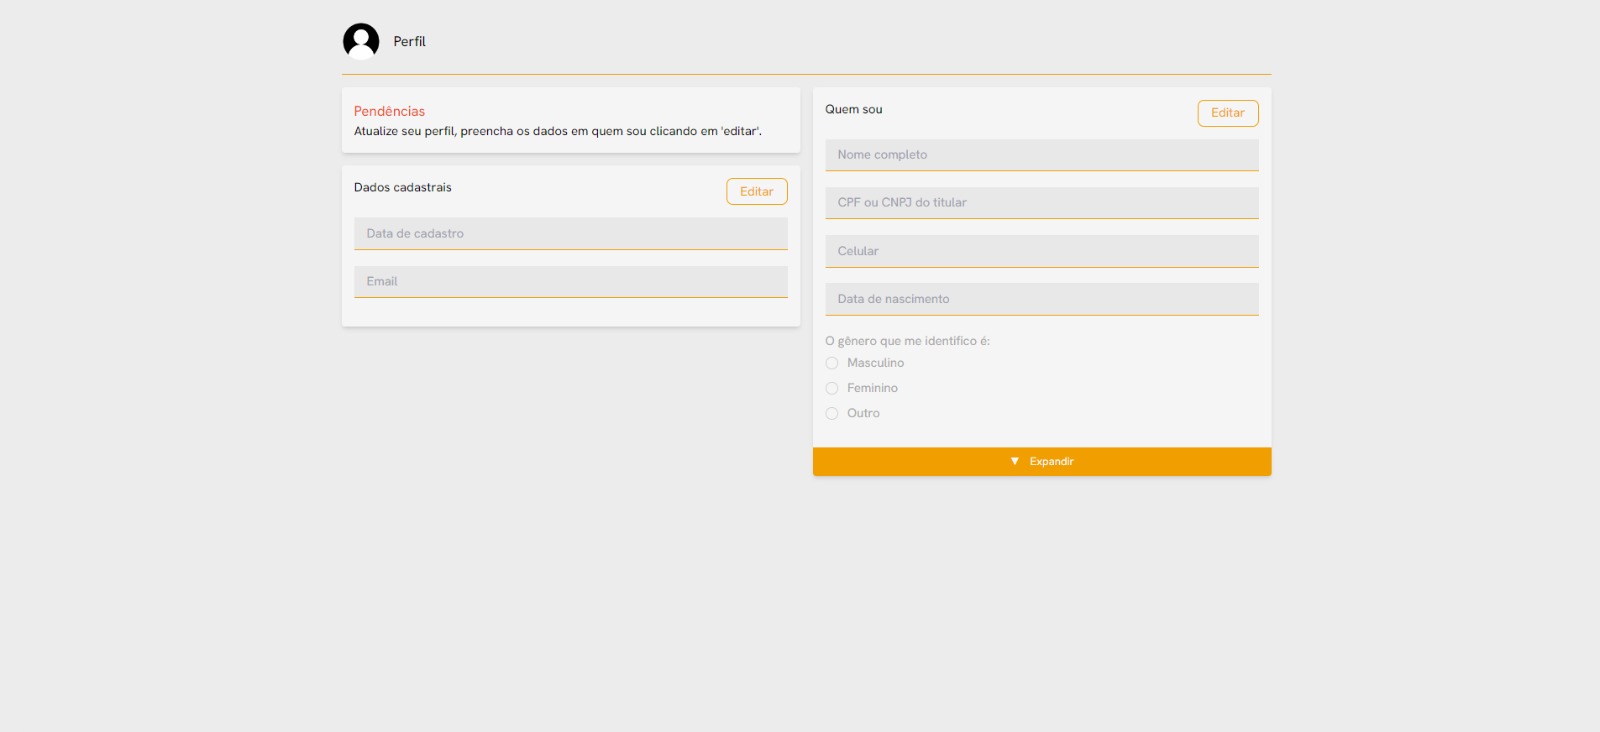 Perfil
Pendências
Atualize seu perfil, preencha os dados em quem sou clicando em 'editar'.
Dados cadastrais
Editar
Data de cadastro
Email
Quem sou
Editar
Nome completo
CPF ou CNPJ do titular
Celular
Data de nascimento
O gênero que me identifico é:
Masculino
Feminino
Outro
▼ Expandir